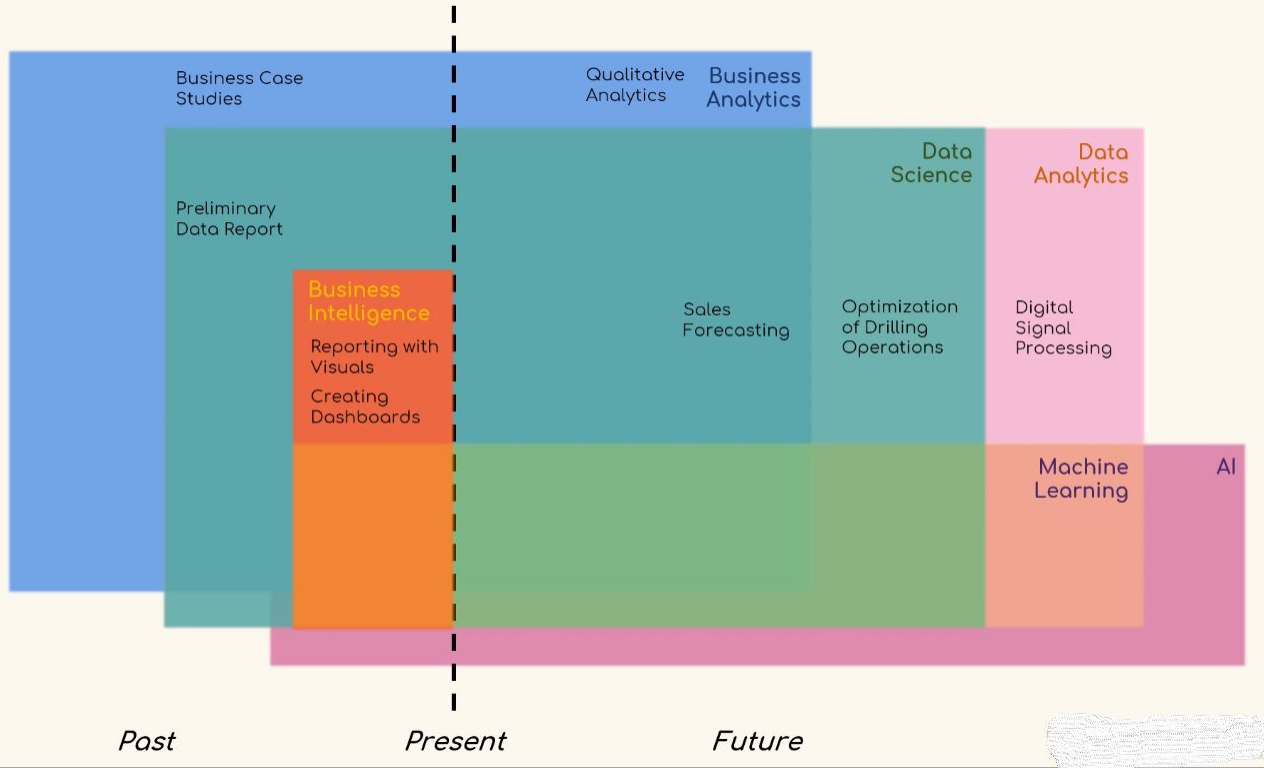 Business Case
Studies
Qualitative
Analytics
Business
Analytics
Data
Science
Data
Analytics
Preliminary
Data Report
Business
Intelligence
Reporting with
Visuals
Creating
Dashboards
Sales
Forecasting
Optimization
of Drilling
Operations
Digital
Signal
Processing
Machine
Learning
AI
Past
Present
Future